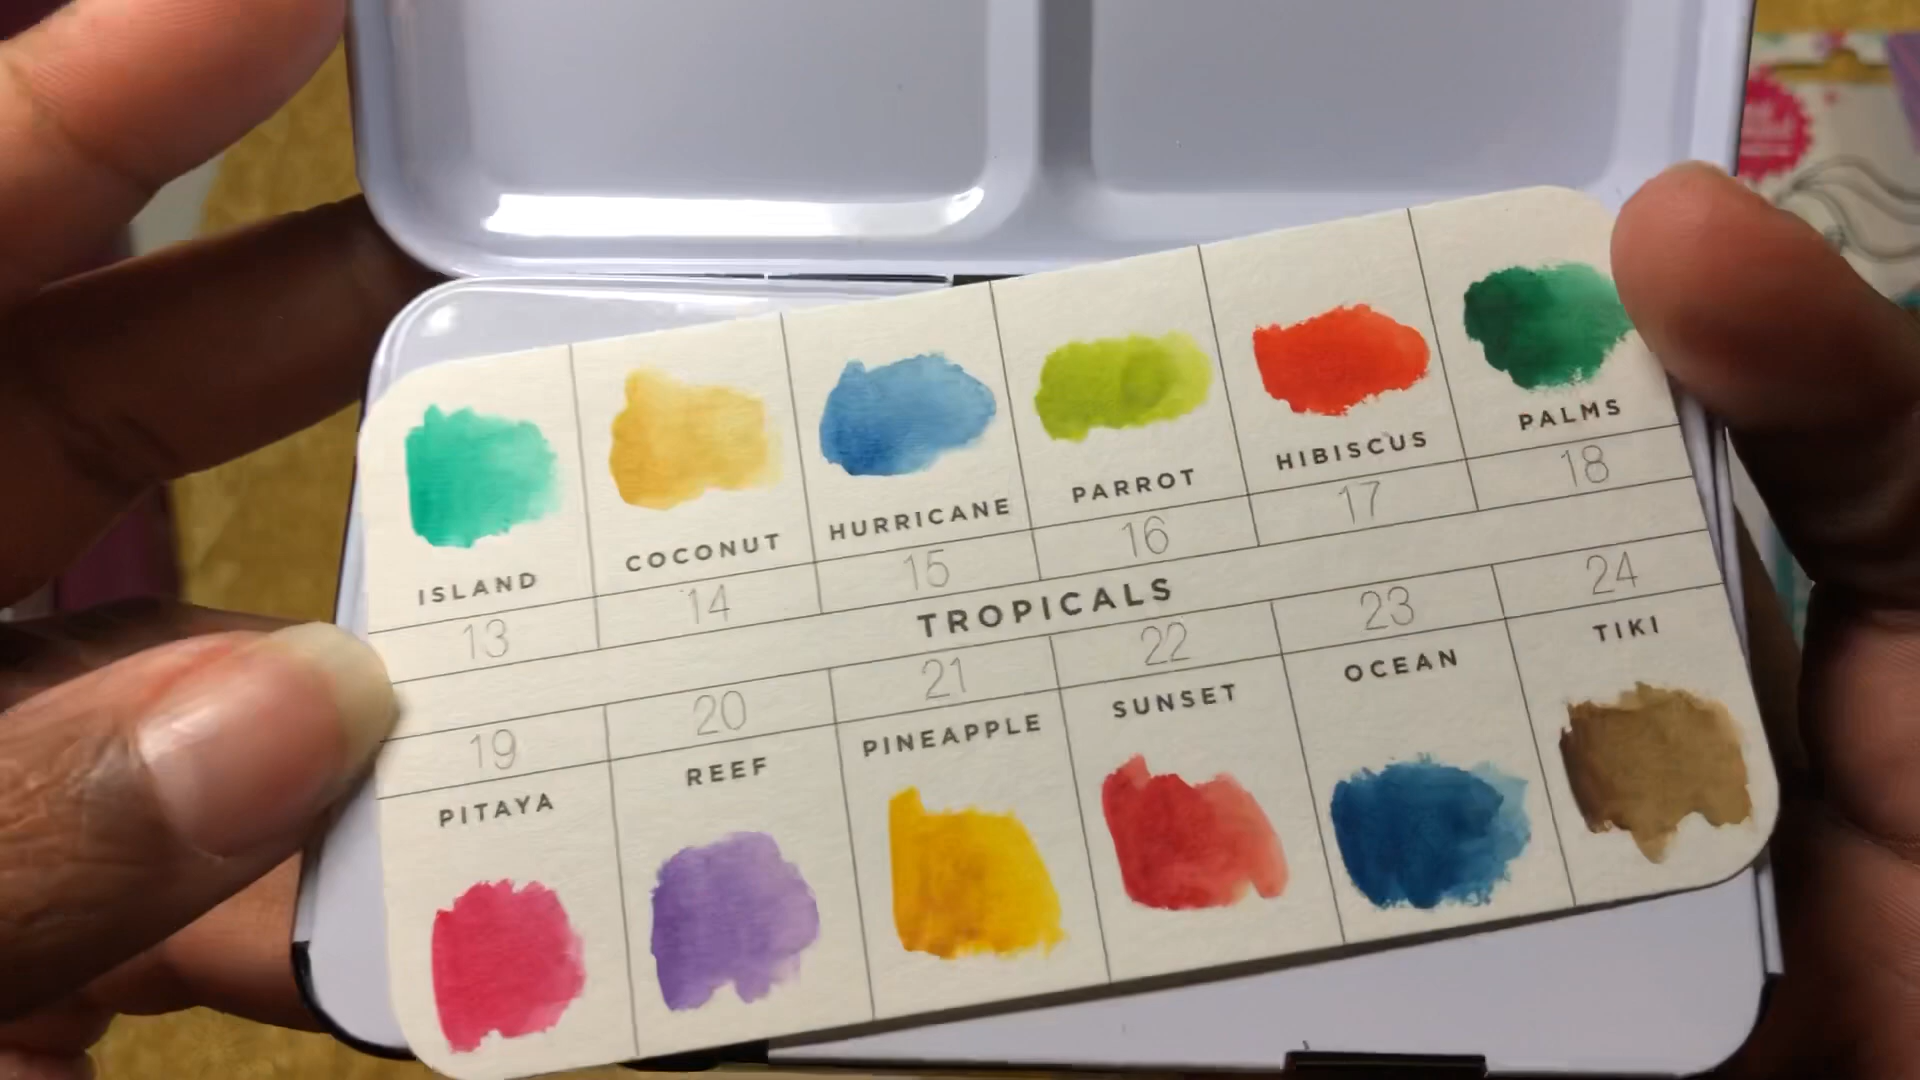 ISLAND COCONUT HURRICANE PARROT HIBISCUS PALMS
13 14 15 16 17 18
TROPICALS
19 20 21 22 23 24
PITAYA REEF PINEAPPLE SUNSET OCEAN TIKI